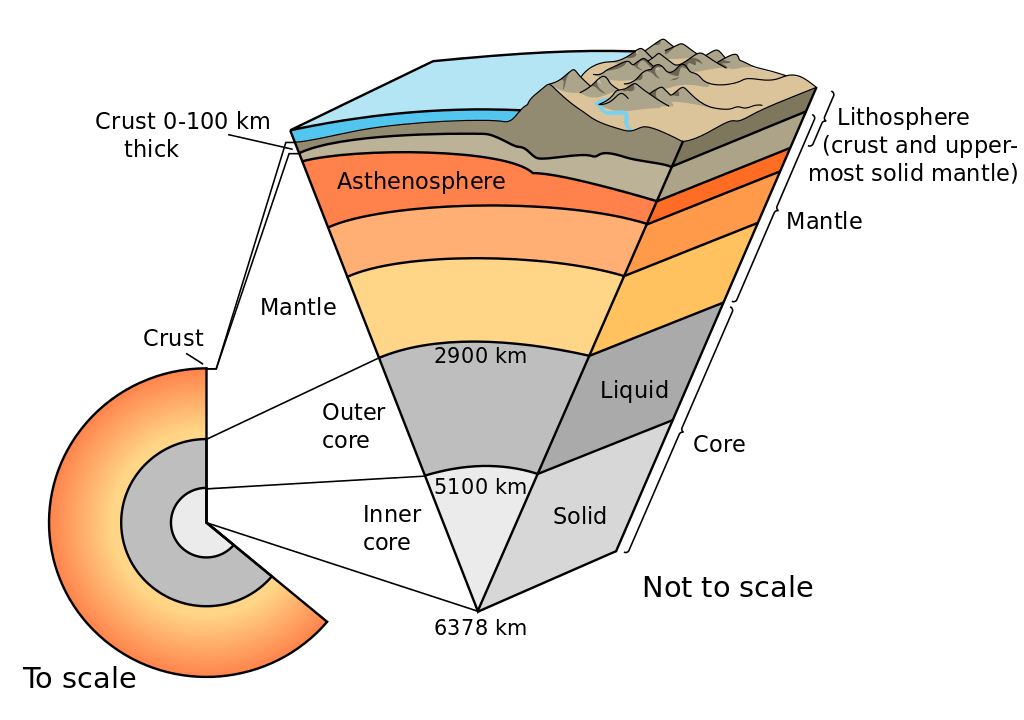 Crust 0-100 km
thick
Lithosphere
(crust and upper-
most solid mantle)
Asthenosphere
Mantle
Mantle
Crust
2900 km
Liquid
Outer
core
Core
5100 km
Inner
core
Solid
Not to scale
6378 km
To scale